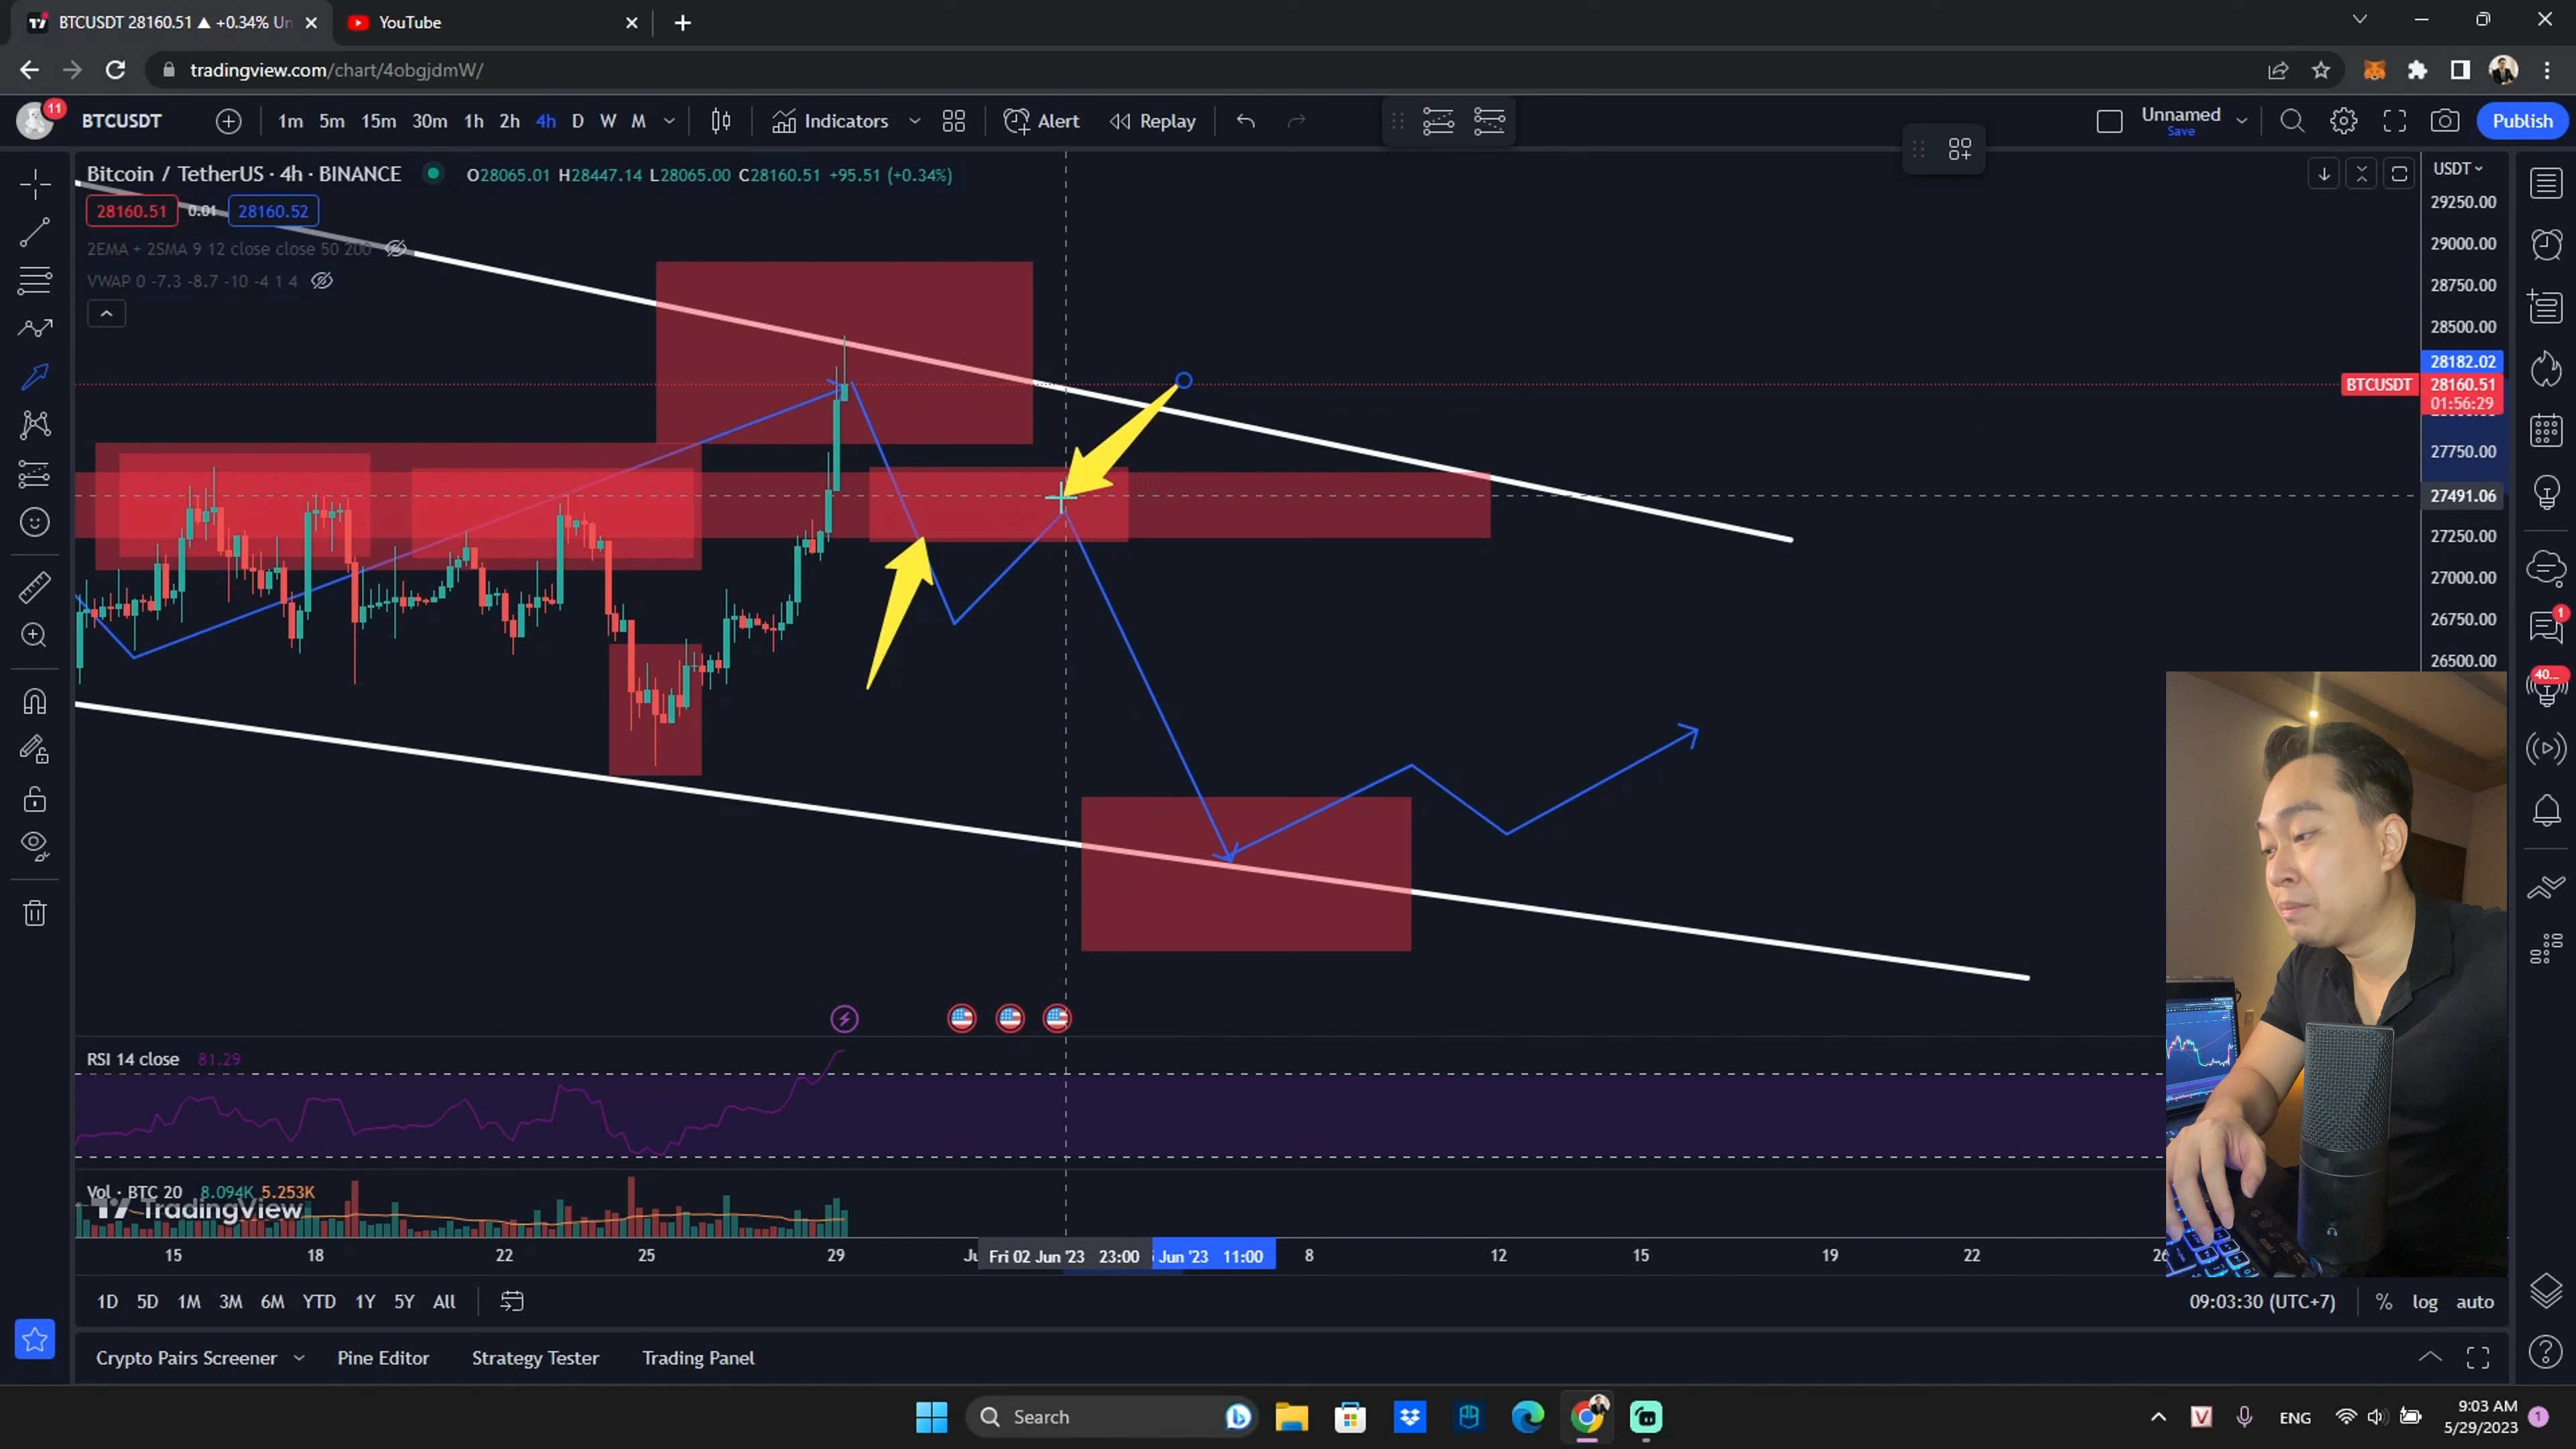 BTCUSDT 28160.51 ▲ +0.34% Un
YouTube
tradingview.com/chart/4obgjdmW/
11
BTCUSDT
1m 5m 15m 30m 1h 2h 4h D W M
Indicators
Alert
Replay
Unnamed
Save
Publish
Bitcoin / TetherUS · 4h · BINANCE
O28065.01 H28447.14 L28065.00 C28160.51 +95.51 (+0.34%)
28160.51 0.01 28160.52
2EMA + 2SMA 9 12 close close 50 200
VWAP 0 -7.3 -8.7 -10 -4 1 4
USDT
29250.00
29000.00
28750.00
28500.00
28182.02
BTCUSDT 28160.51
01:56:29
27750.00
27491.06
27250.00
27000.00
26750.00
26500.00
1
40...
RSI 14 close 81.29
Vol · BTC 20 8.094K 5.253K
TradingView
15 18 22 25 29 Ju Fri 02 Jun '23 23:00 Jun '23 11:00 8 12 15 19 22 26
1D 5D 1M 3M 6M YTD 1Y 5Y All
09:03:30 (UTC+7) % log auto
Crypto Pairs Screener Pine Editor Strategy Tester Trading Panel
Search
ENG
9:03 AM
5/29/2023
1